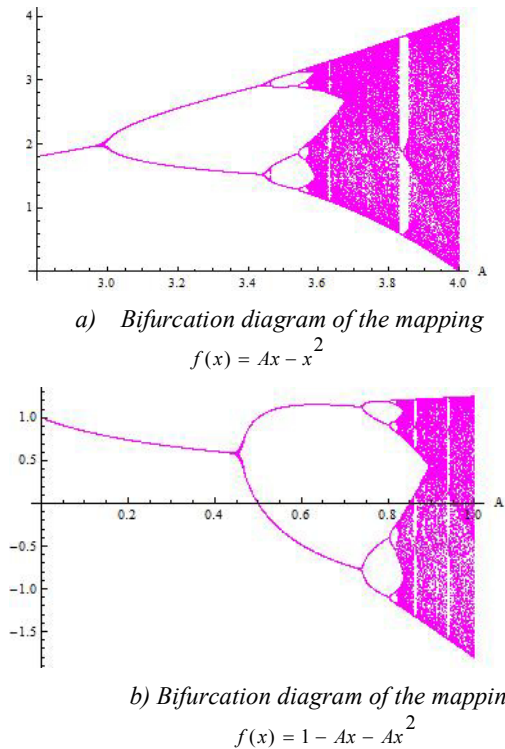 4
3
2
1
3.0 3.2 3.4 3.6 3.8 4.0 A
a) Bifurcation diagram of the mapping
f(x) = Ax − x²
1.0
0.5
0.2 0.4 0.6 0.8 1.0 A
−0.5
−1.0
−1.5
b) Bifurcation diagram of the mappin
f(x) = 1 − Ax − Ax²